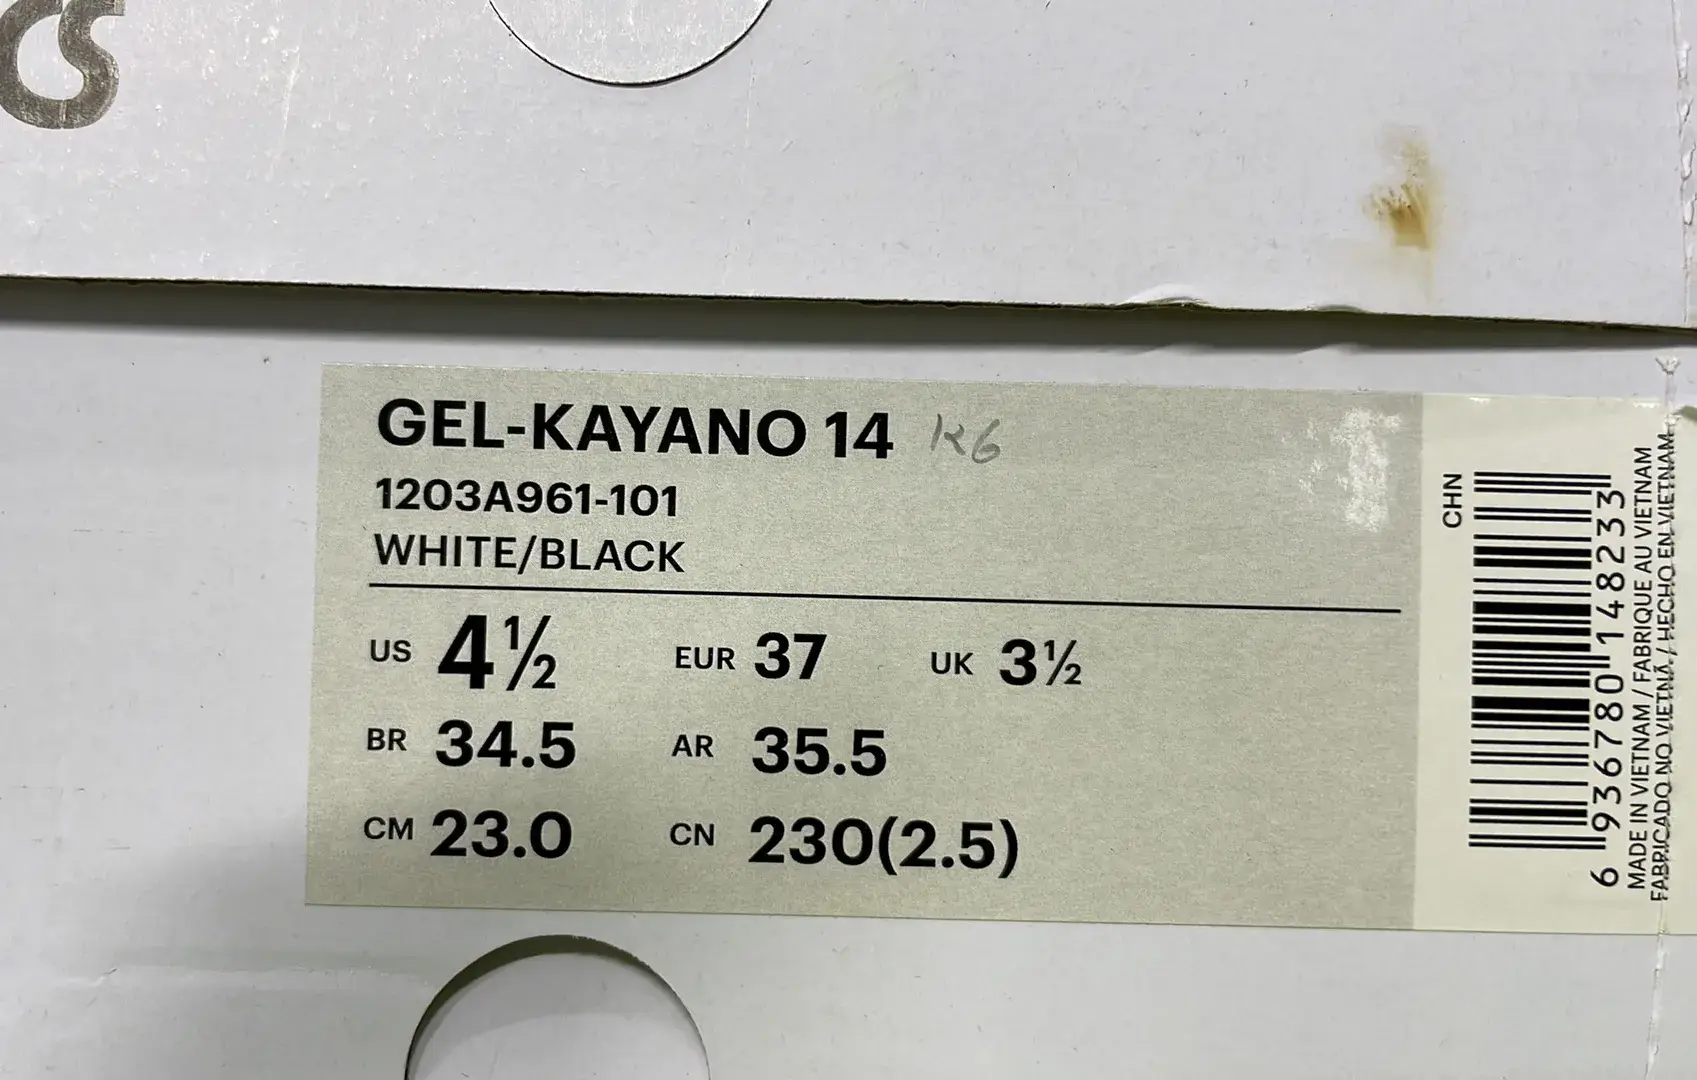 cs
GEL-KAYANO 14 K6
1203A961-101
WHITE/BLACK
US 4½ EUR 37 UK 3½
BR 34.5 AR 35.5
CM 23.0 CN 230(2.5)
CHN
6 936780 148233
MADE IN VIETNAM / FABRIQUE AU VIETNAM
FABRICADO NO VIETNÃ / HECHO EN VIETNAM